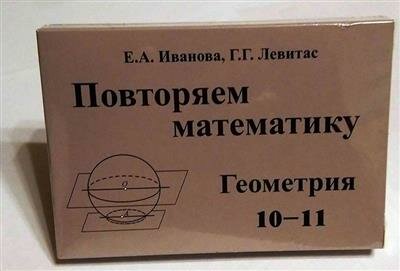 Е.А. Иванова, Г.Г. Левитас
Повторяем
математику
Геометрия
10–11
O
A